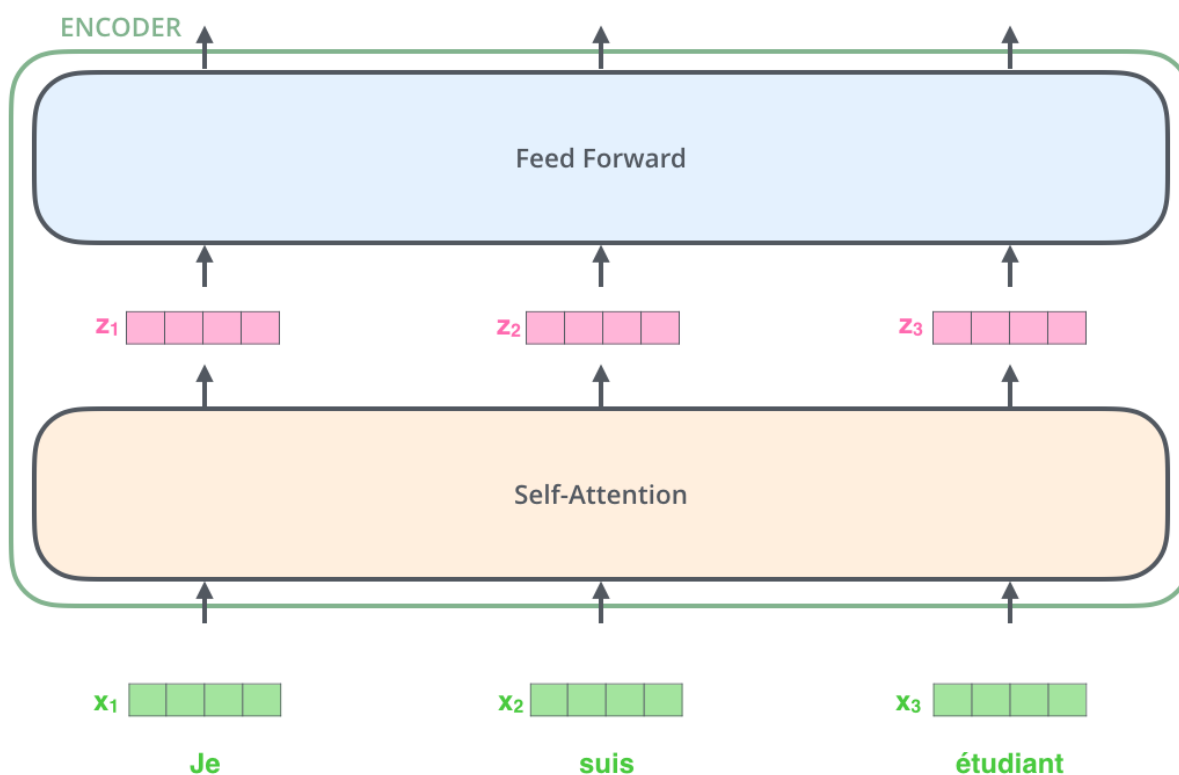 ENCODER
Feed Forward
z₁ z₂ z₃
Self-Attention
x₁ x₂ x₃
Je suis étudiant